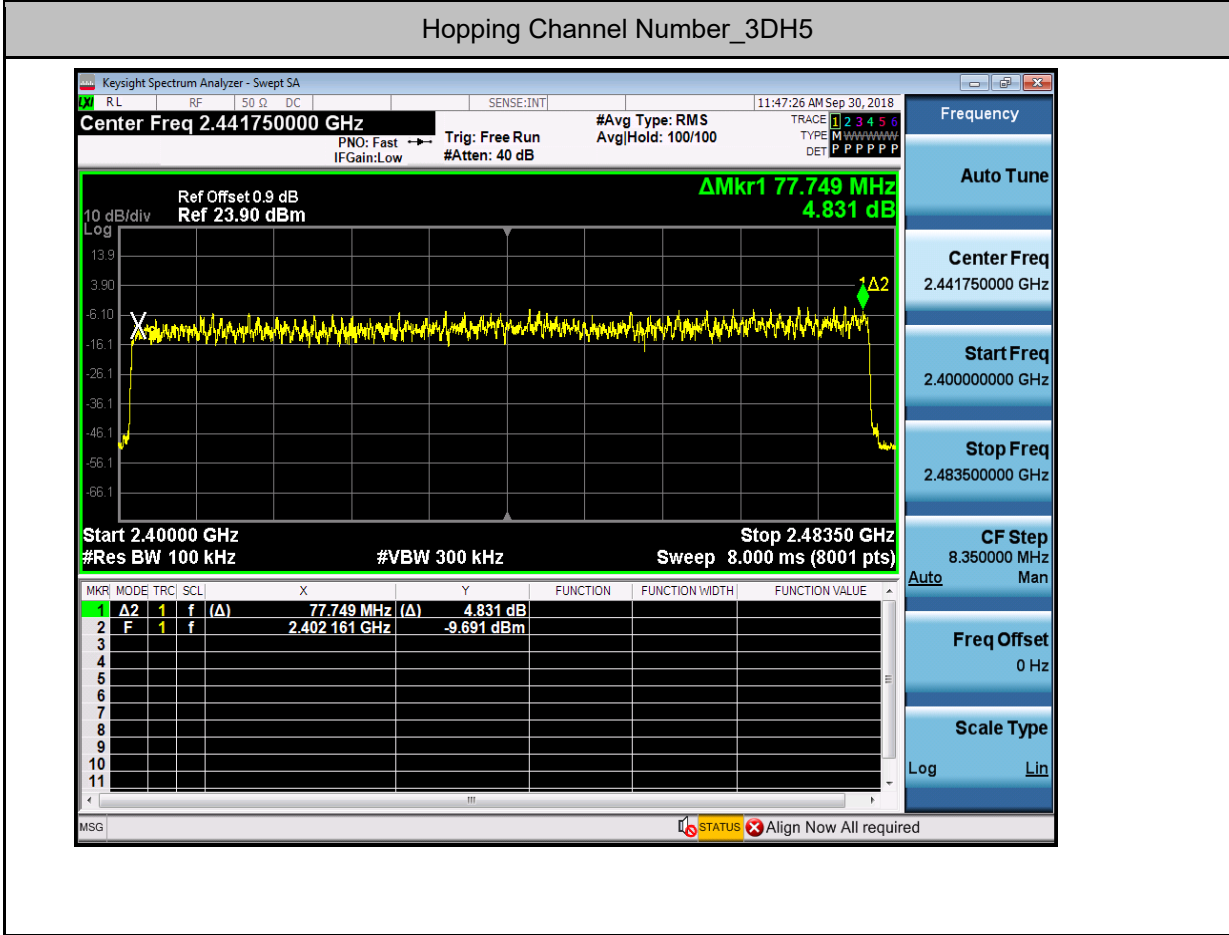 Hopping Channel Number_3DH5
Keysight Spectrum Analyzer - Swept SA
LXI RL RF 50 Ω DC SENSE:INT 11:47:26 AM Sep 30, 2018
Center Freq 2.441750000 GHz
PNO: Fast
IFGain:Low
Trig: Free Run
#Atten: 40 dB
#Avg Type: RMS
Avg|Hold: 100/100
TRACE 1 2 3 4 5 6
TYPE M WWWWW
DET P P P P P P
Ref Offset 0.9 dB
Ref 23.90 dBm
10 dB/div
Log
ΔMkr1 77.749 MHz
4.831 dB
13.9
3.90
-6.10
-16.1
-26.1
-36.1
-46.1
-56.1
-66.1
1Δ2
Start 2.40000 GHz
Stop 2.48350 GHz
#Res BW 100 kHz
#VBW 300 kHz
Sweep 8.000 ms (8001 pts)
MKR MODE TRC SCL X Y FUNCTION FUNCTION WIDTH FUNCTION VALUE
1 Δ2 1 f (Δ) 77.749 MHz (Δ) 4.831 dB
2 F 1 f 2.402 161 GHz -9.691 dBm
3
4
5
6
7
8
9
10
11
MSG
STATUS
Align Now All required
Frequency
Auto Tune
Center Freq
2.441750000 GHz
Start Freq
2.400000000 GHz
Stop Freq
2.483500000 GHz
CF Step
8.350000 MHz
Auto Man
Freq Offset
0 Hz
Scale Type
Log Lin